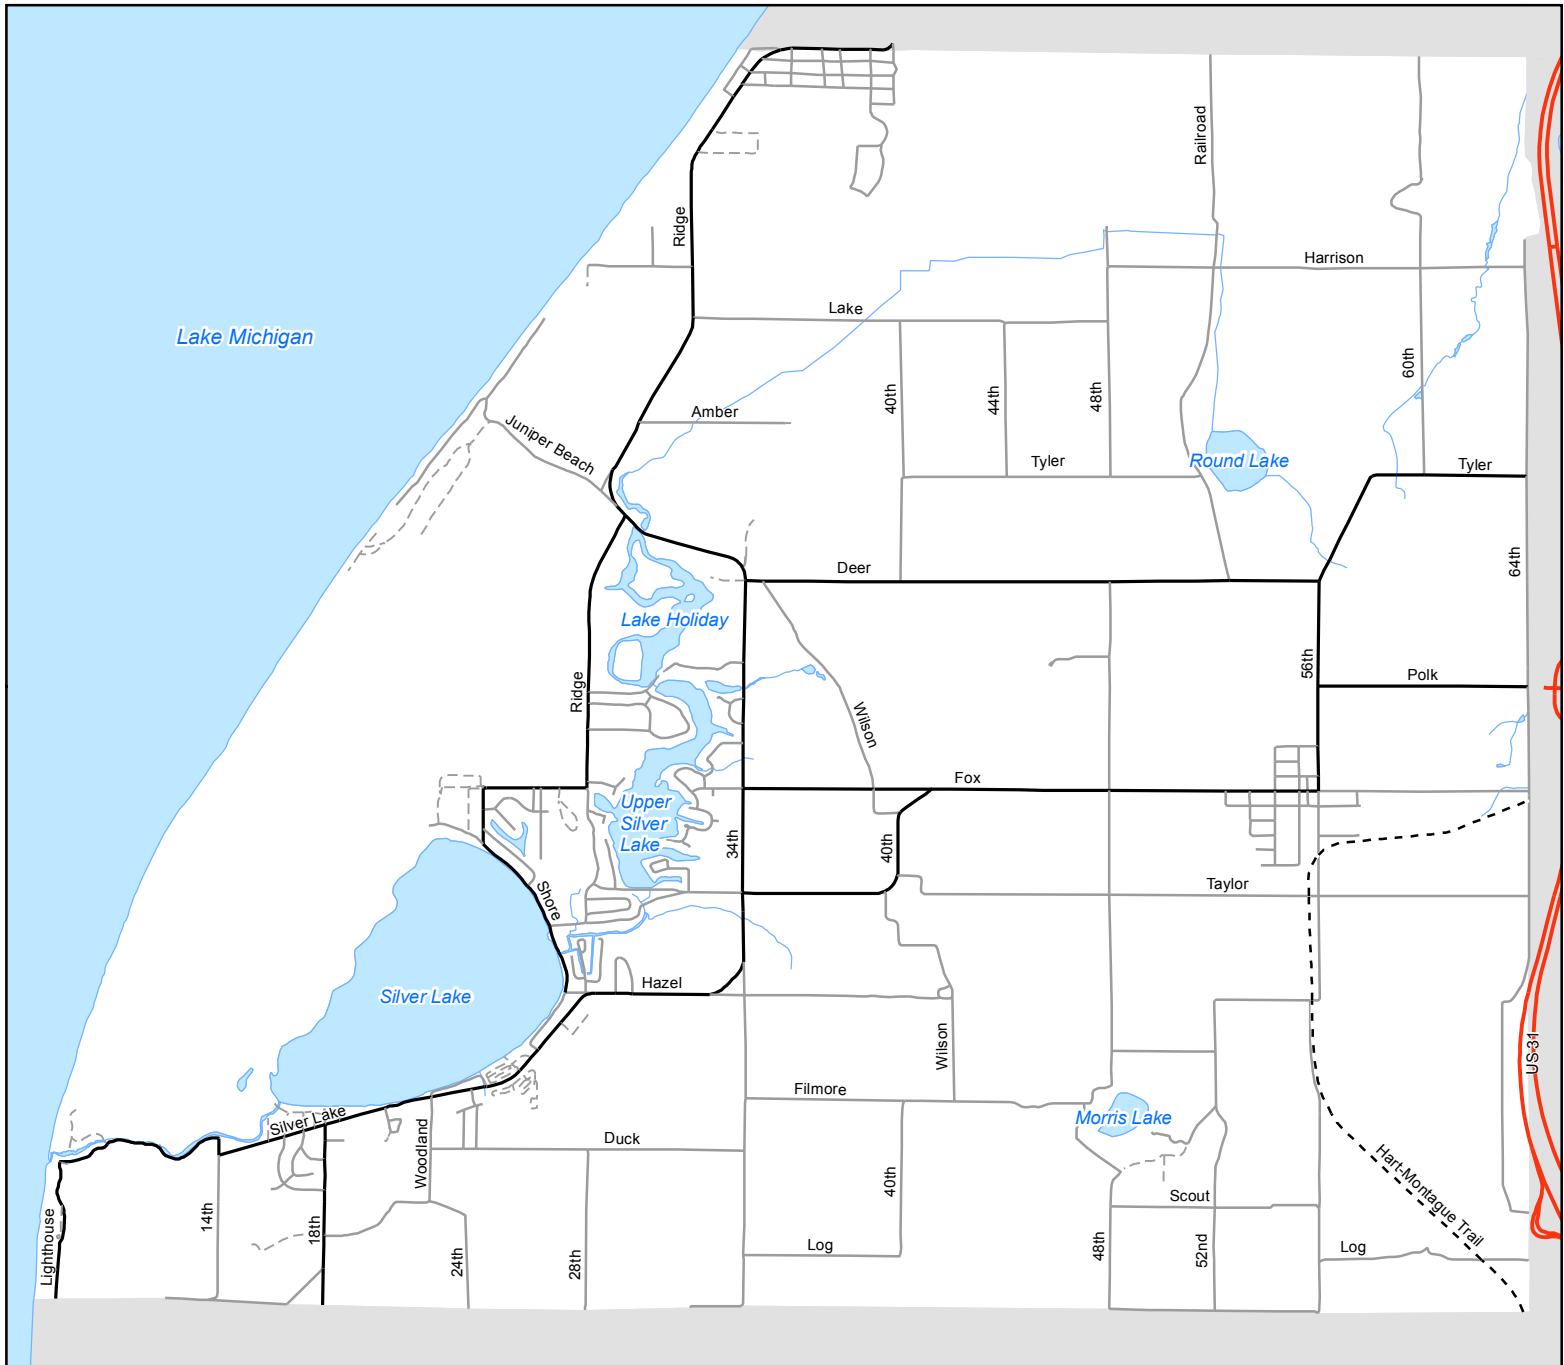 Railroad
Ridge
Harrison
Lake
Lake Michigan
60th
40th
44th
48th
Amber
Juniper Beach
Tyler
Round Lake
Tyler
64th
Deer
Lake Holiday
56th
Polk
Ridge
Wilson
Fox
Upper
Silver
Lake
34th
40th
Taylor
Shore
Hazel
Silver Lake
Wilson
US-31
Filmore
Morris Lake
Silver Lake
Woodland
Duck
40th
Hart-Montague Trail
Scout
14th
18th
Lighthouse
24th
28th
Log
48th
52nd
Log